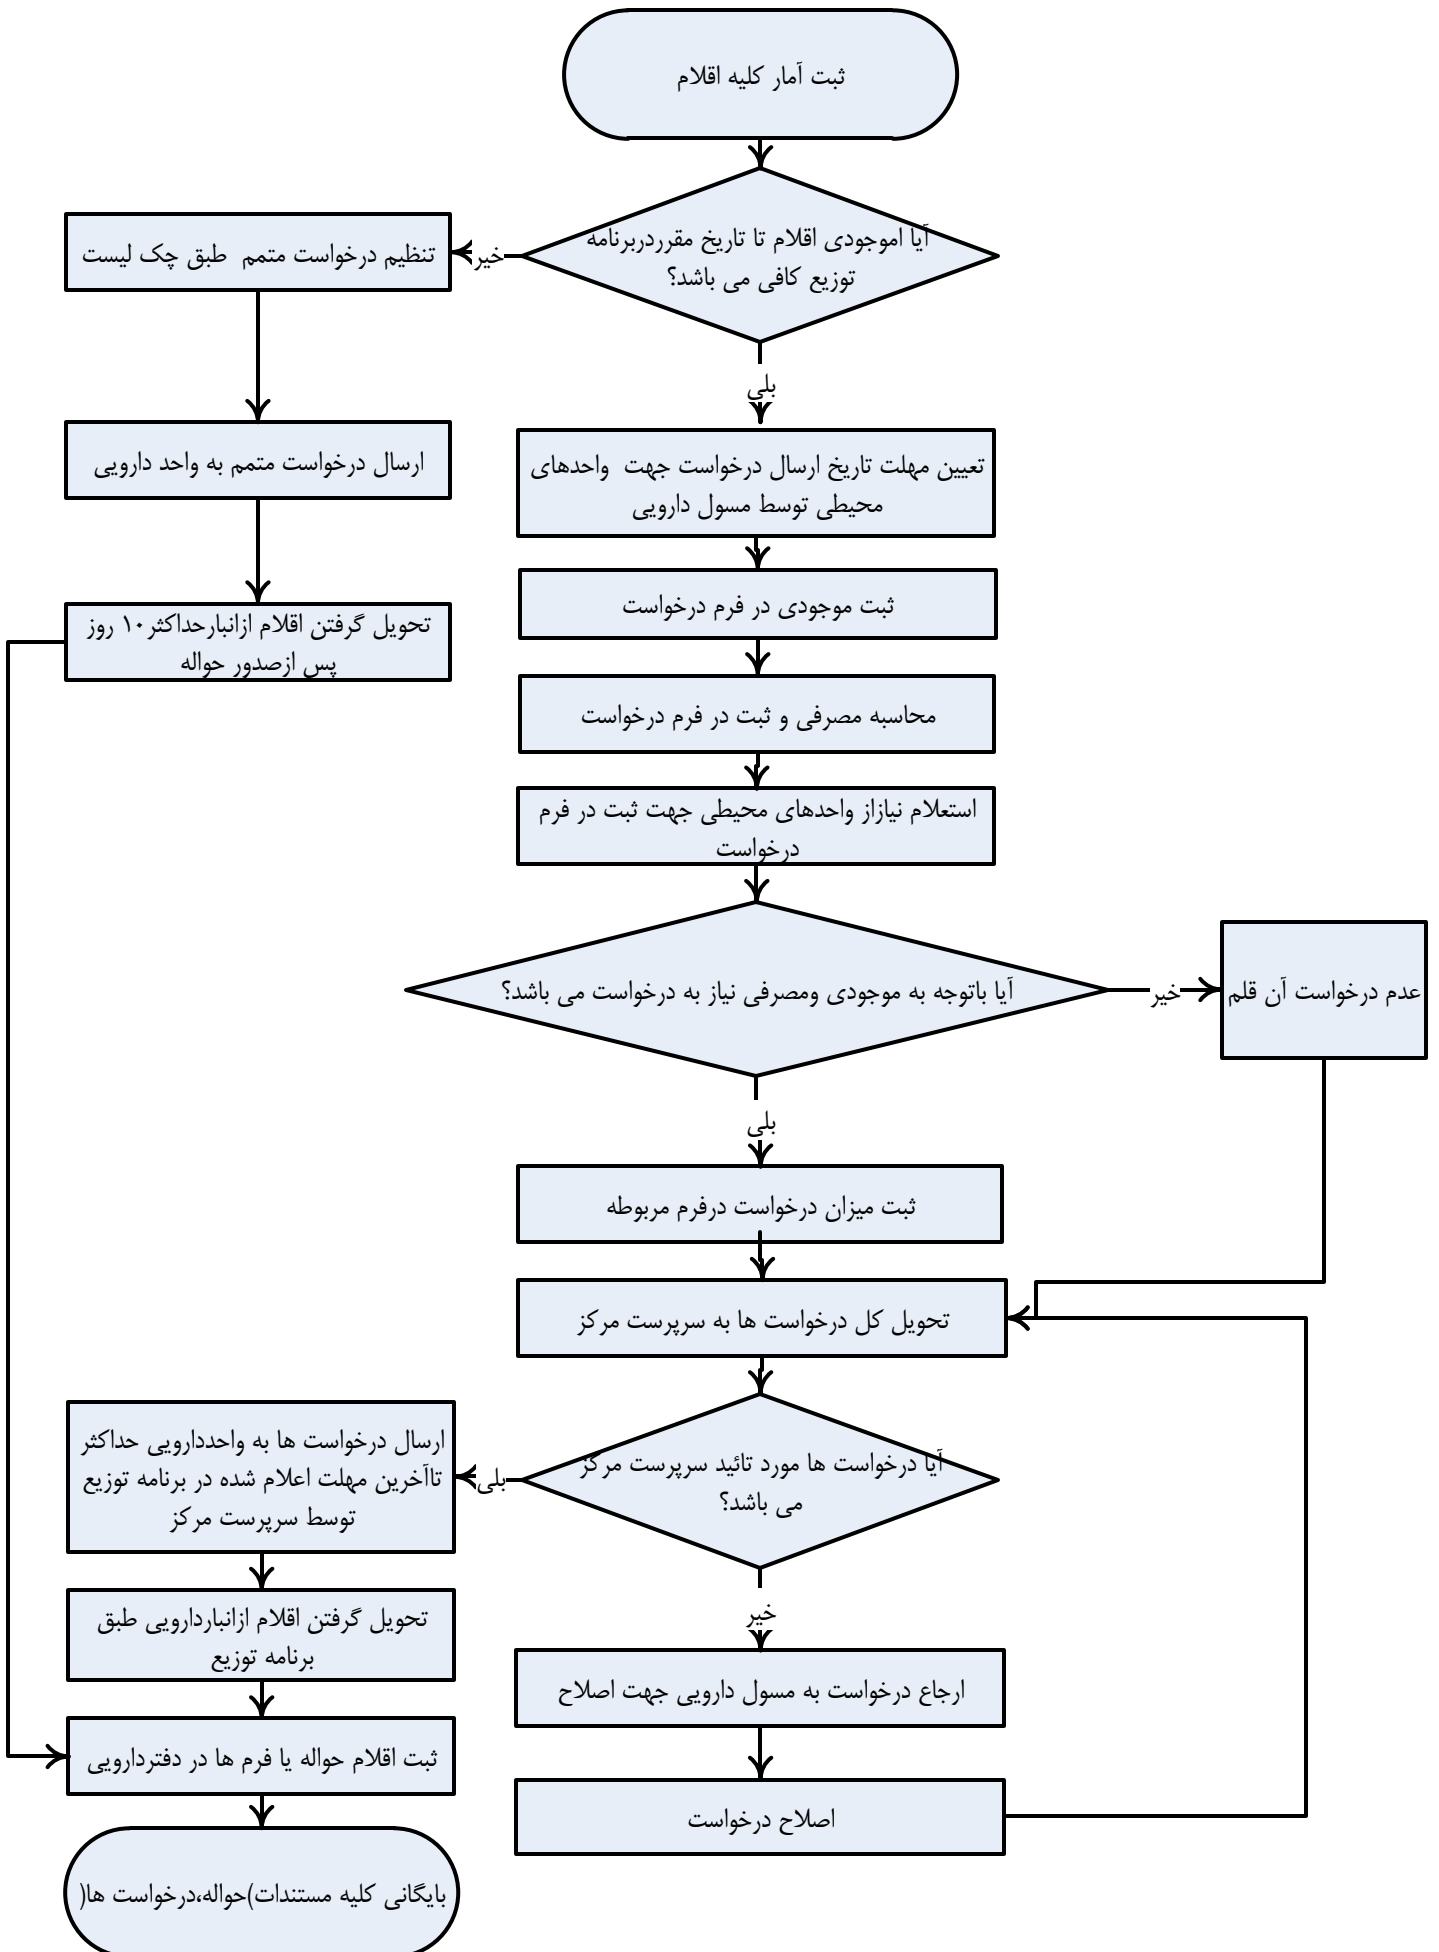 ثبت آمار کلیه اقلام
آیا اموجودی اقلام تا تاریخ مقرردربرنامه
توزیع کافی می باشد؟
خیر
تنظیم درخواست متمم طبق چک لیست
ارسال درخواست متمم به واحد دارویی
تحویل گرفتن اقلام ازانبارحداکثر۱۰ روز
پس ازصدور حواله
بلی
تعیین مهلت تاریخ ارسال درخواست جهت واحدهای
محیطی توسط مسول دارویی
ثبت موجودی در فرم درخواست
محاسبه مصرفی و ثبت در فرم درخواست
استعلام نیازاز واحدهای محیطی جهت ثبت در فرم
درخواست
آیا باتوجه به موجودی ومصرفی نیاز به درخواست می باشد؟
خیر
عدم درخواست آن قلم
بلی
ثبت میزان درخواست درفرم مربوطه
تحویل کل درخواست ها به سرپرست مرکز
آیا درخواست ها مورد تائید سرپرست مرکز
می باشد؟
بلی
ارسال درخواست ها به واحددارویی حداکثر
تاآخرین مهلت اعلام شده در برنامه توزیع
توسط سرپرست مرکز
تحویل گرفتن اقلام ازانباردارویی طبق
برنامه توزیع
ثبت اقلام حواله یا فرم ها در دفتردارویی
بایگانی کلیه مستندات)حواله،درخواست ها(
خیر
ارجاع درخواست به مسول دارویی جهت اصلاح
اصلاح درخواست